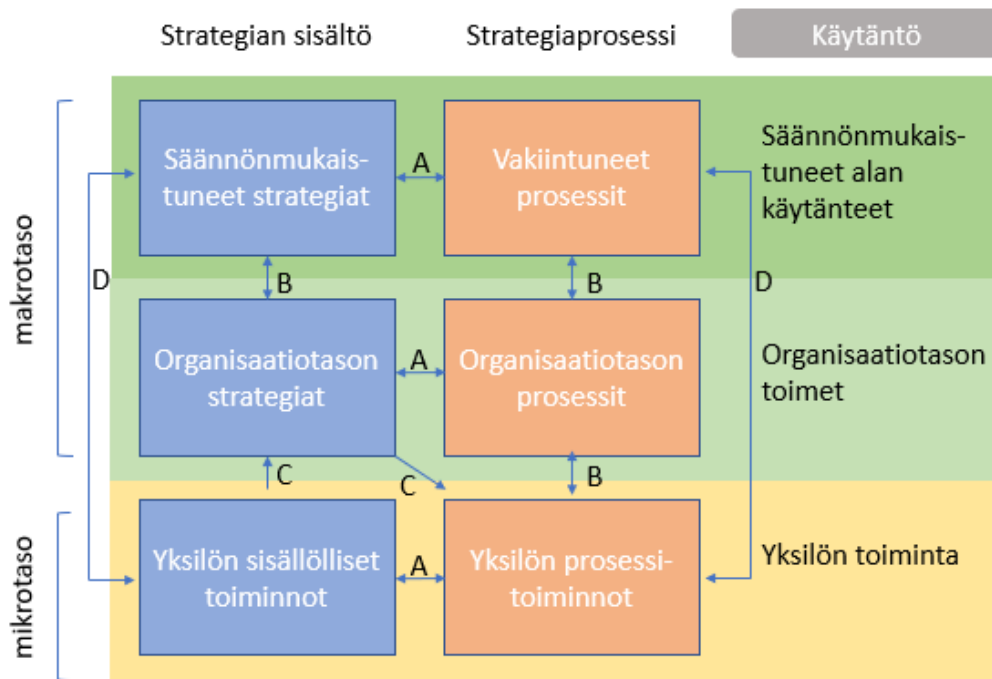 Strategian sisältö
Strategiaprosessi
Käytäntö
makrotaso
Säännönmukais-
tuneet strategiat
A
Vakiintuneet
prosessit
Säännönmukais-
tuneet alan
käytänteet
D
B
B
D
Organisaatiotason
strategiat
A
Organisaatiotason
prosessit
Organisaatiotason
toimet
C
C
B
mikrotaso
Yksilön sisällölliset
toiminnot
A
Yksilön prosessi-
toiminnot
Yksilön toiminta